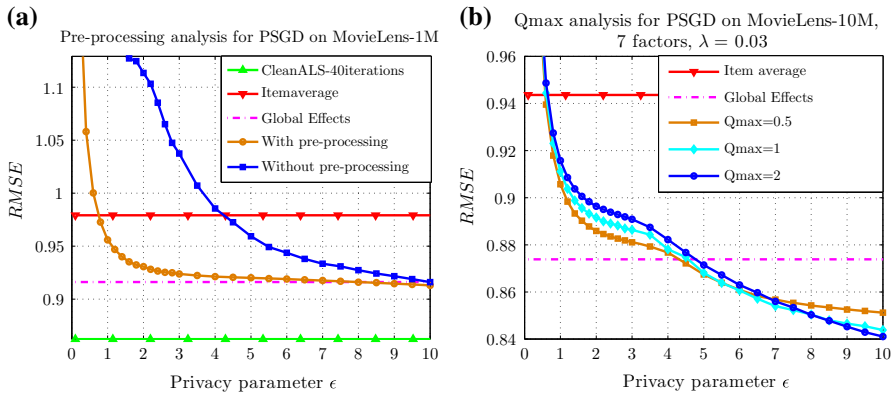 (a)
Pre-processing analysis for PSGD on MovieLens-1M
1.1
1.05
1
0.95
0.9
RMSE
CleanALS-40iterations
Itemaverage
Global Effects
With pre-processing
Without pre-processing
0 1 2 3 4 5 6 7 8 9 10
Privacy parameter ϵ
(b)
Qmax analysis for PSGD on MovieLens-10M,
7 factors, λ = 0.03
0.96
0.94
0.92
0.9
0.88
0.86
0.84
RMSE
Item average
Global Effects
Qmax=0.5
Qmax=1
Qmax=2
0 1 2 3 4 5 6 7 8 9 10
Privacy parameter ϵ